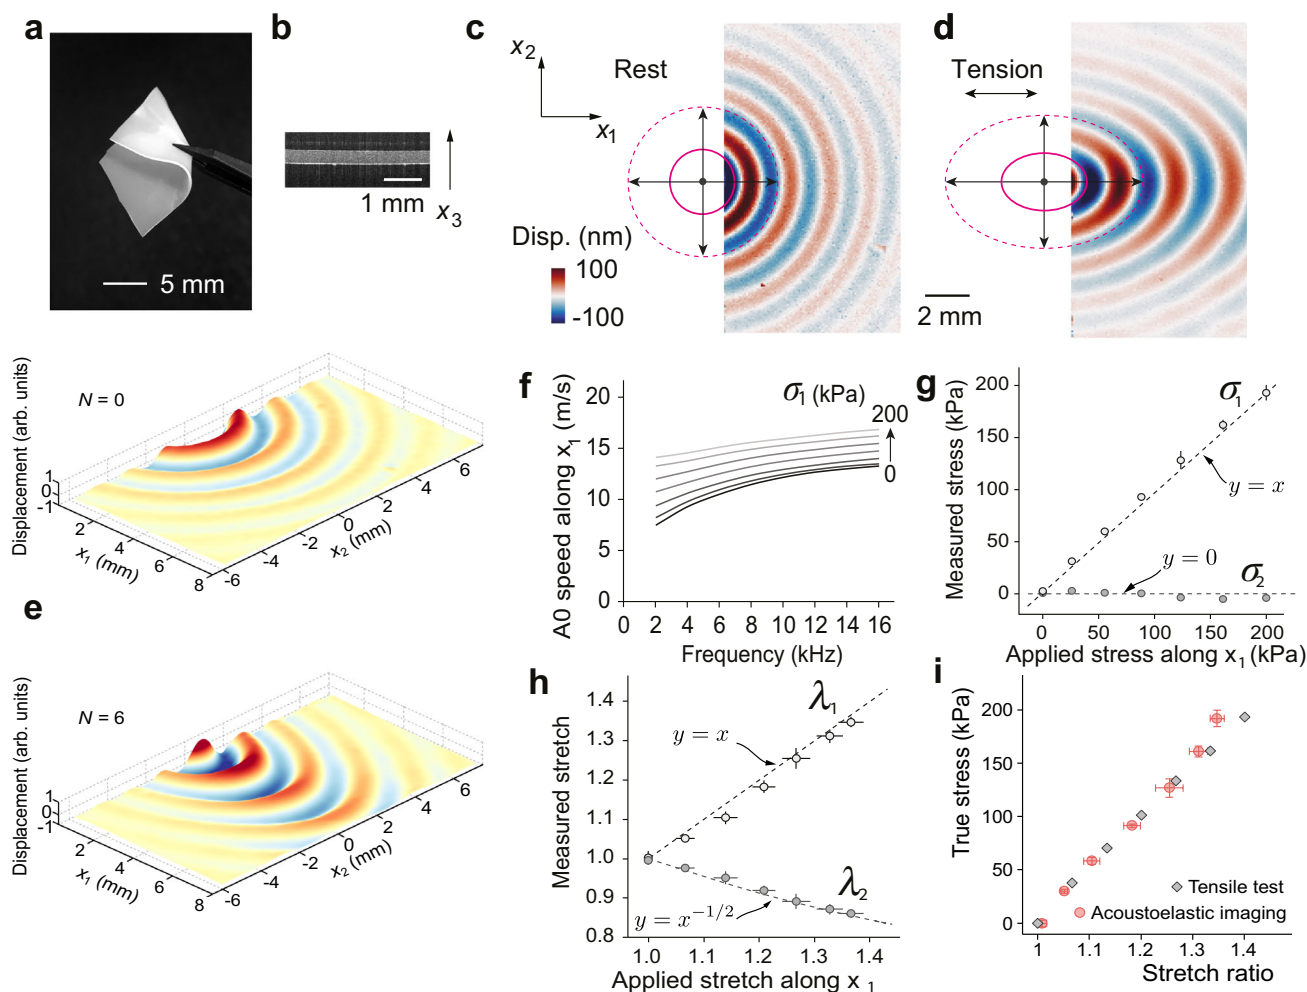 a
5 mm
b
1 mm
x3
c
x2
x1
Rest
Disp. (nm)
100
-100
d
Tension
2 mm
N = 0
Displacement (arb. units)
1
0
-1
2
4
6
8
x1 (mm)
-6
-4
-2
0
2
4
6
x2 (mm)
e
N = 6
Displacement (arb. units)
1
0
-1
2
4
6
8
x1 (mm)
-6
-4
-2
0
2
4
6
x2 (mm)
f
A0 speed along x1 (m/s)
20
15
10
5
0
σ1 (kPa)
200
0
0 2 4 6 8 10 12 14 16
Frequency (kHz)
g
Measured stress (kPa)
200
150
100
50
0
σ1
y = x
y = 0
σ2
0 50 100 150 200
Applied stress along x1 (kPa)
h
Measured stretch
1.4
1.3
1.2
1.1
1.0
0.9
0.8
λ1
y = x
λ2
y = x^{-1/2}
1.0 1.1 1.2 1.3 1.4
Applied stretch along x1
i
True stress (kPa)
200
150
100
50
0
Tensile test
Acoustoelastic imaging
1 1.1 1.2 1.3 1.4
Stretch ratio